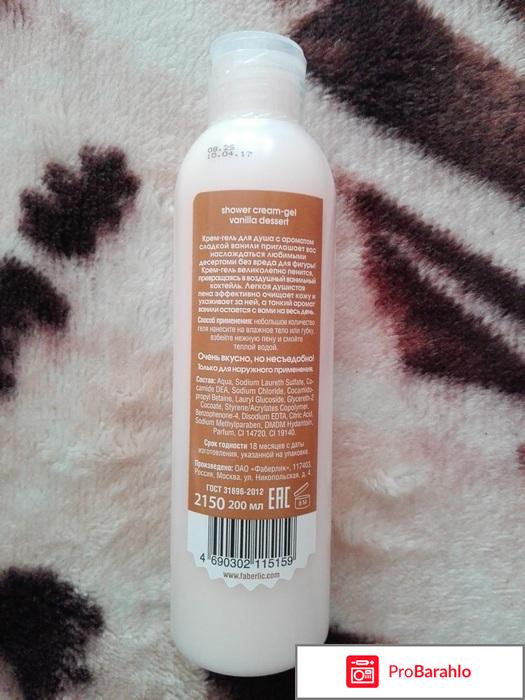 08.25
10.04.17
shower cream-gel
vanilla dessert
Крем-гель для душа с ароматом
сладкой ванили приглашает вас
наслаждаться любимыми
десертами без вреда для фигуры!
Крем-гель великолепно пенится,
превращаясь в воздушный ванильный
коктейль. Легкая душистая
пена эффективно очищает кожу и
ухаживает за ней, а тонкий аромат
ванили остается с вами на весь день.
Способ применения: небольшое количество
геля нанесите на влажное тело или губку,
взбейте нежную пену и смойте
теплой водой.
Очень вкусно, но несъедобно!
Только для наружного применения.
Состав: Aqua, Sodium Laureth Sulfate, Co-
camide DEA, Sodium Chloride, Cocamido-
propyl Betaine, Lauryl Glucoside, Glycereth-2
Cocoate, Styrene/Acrylates Copolymer,
Benzophenone-4, Disodium EDTA, Citric Acid,
Sodium Methylparaben, DMDM Hydantoin,
Parfum, CI 14720, CI 19140.
Срок годности 18 месяцев с даты
изготовления, указанной на упаковке.
Произведено: ОАО «Фаберлик», 117403,
Россия, Москва, ул. Никопольская, д. 4.
ГОСТ 31696-2012
2150 200 мл EAC 8 M
4 690302 115159
www.faberlic.com
ProBarahlo